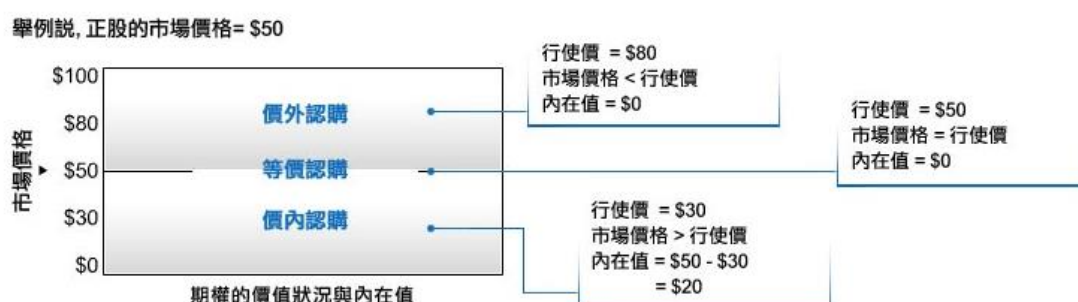 舉例説, 正股的市場價格= $50
市場價格
$100
$80
$50
$30
$0
價外認購
等價認購
價內認購
期權的價值狀況與內在值
行使價 = $80
市場價格 < 行使價
內在值 = $0
行使價 = $50
市場價格 = 行使價
內在值 = $0
行使價 = $30
市場價格 > 行使價
內在值 = $50 - $30
= $20